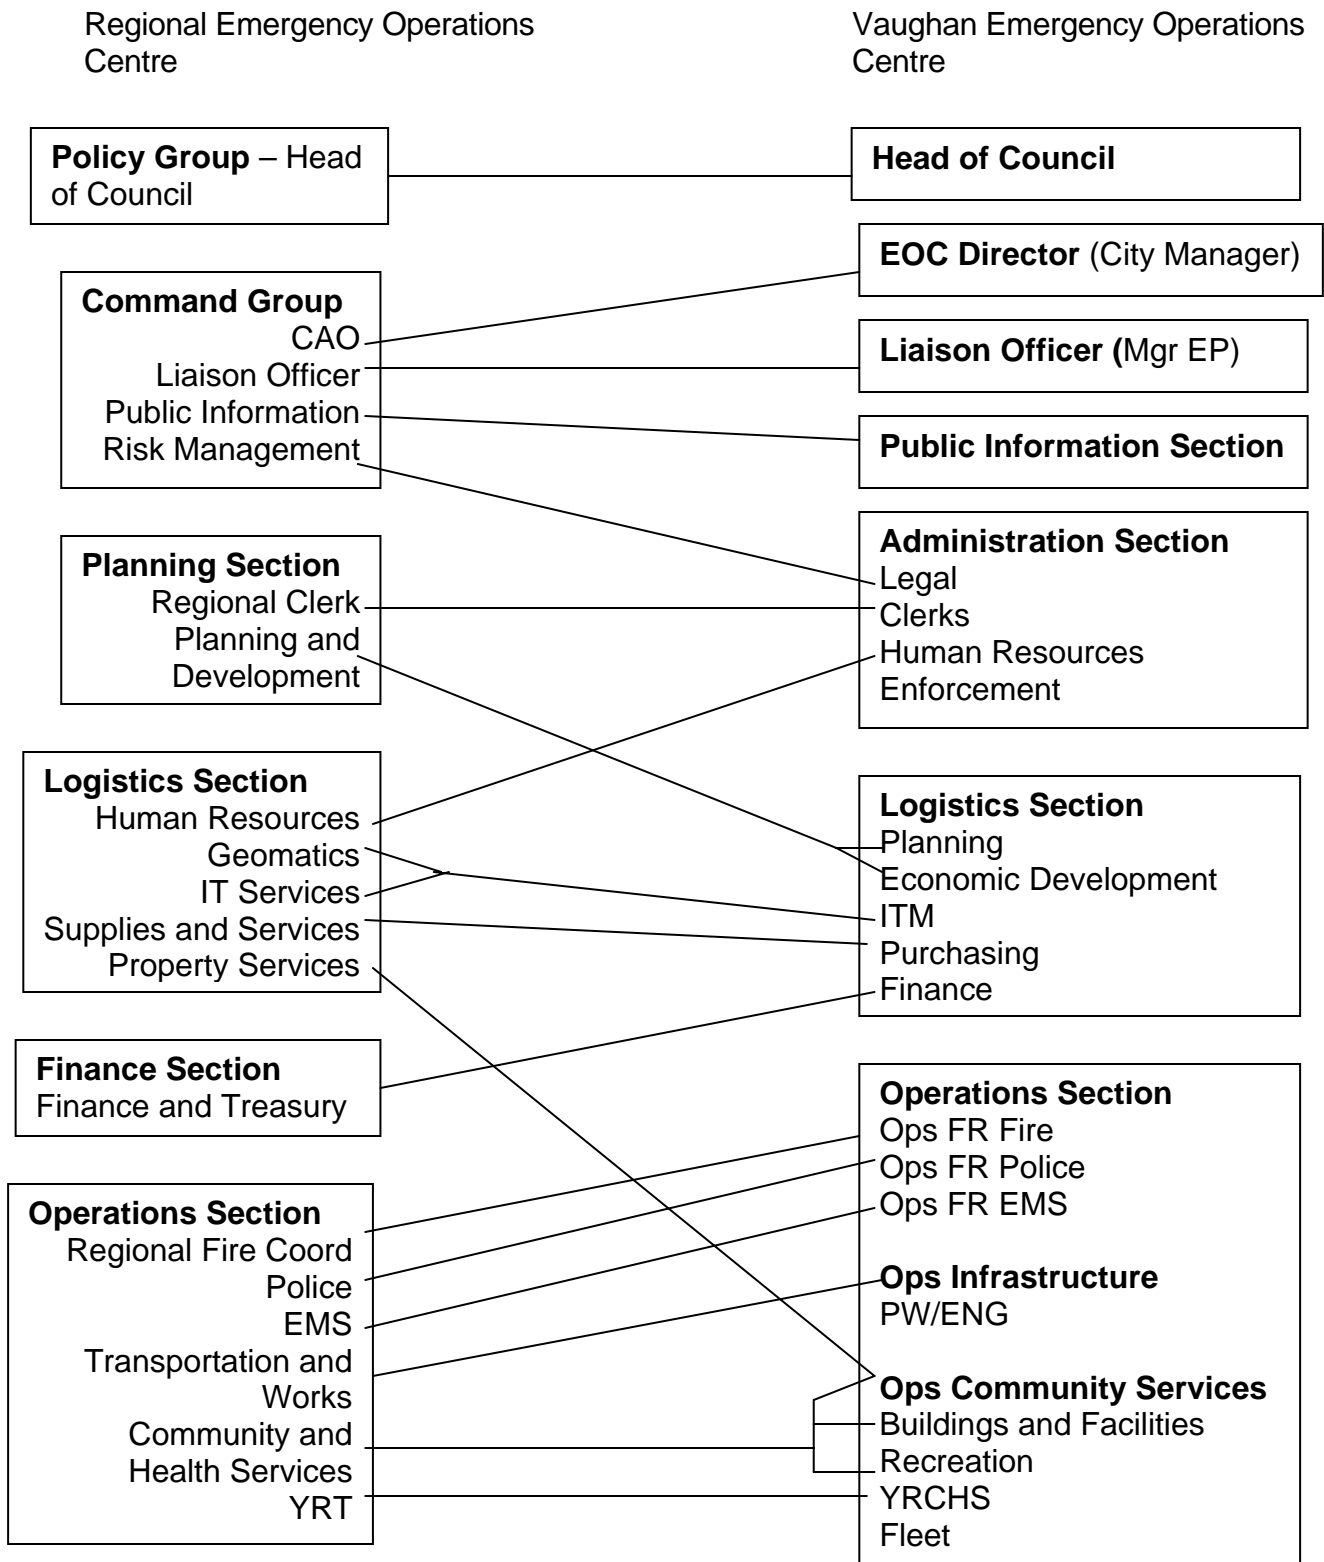 Regional Emergency Operations
Centre
Vaughan Emergency Operations
Centre
Policy Group – Head
of Council
Command Group
CAO
Liaison Officer
Public Information
Risk Management
Planning Section
Regional Clerk
Planning and
Development
Logistics Section
Human Resources
Geomatics
IT Services
Supplies and Services
Property Services
Finance Section
Finance and Treasury
Operations Section
Regional Fire Coord
Police
EMS
Transportation and
Works
Community and
Health Services
YRT
Head of Council
EOC Director (City Manager)
Liaison Officer (Mgr EP)
Public Information Section
Administration Section
Legal
Clerks
Human Resources
Enforcement
Logistics Section
Planning
Economic Development
ITM
Purchasing
Finance
Operations Section
Ops FR Fire
Ops FR Police
Ops FR EMS
Ops Infrastructure
PW/ENG
Ops Community Services
Buildings and Facilities
Recreation
YRCHS
Fleet